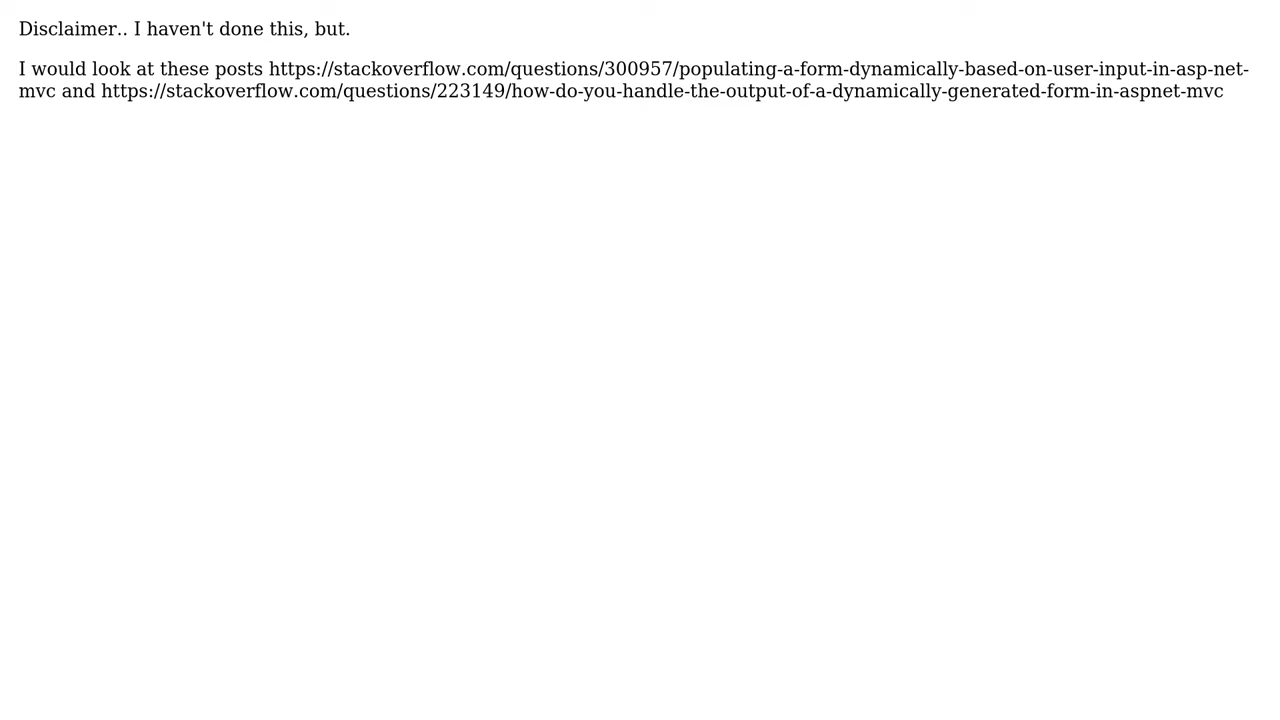 Disclaimer.. I haven't done this, but.
I would look at these posts https://stackoverflow.com/questions/300957/populating-a-form-dynamically-based-on-user-input-in-asp-net-
mvc and https://stackoverflow.com/questions/223149/how-do-you-handle-the-output-of-a-dynamically-generated-form-in-aspnet-mvc